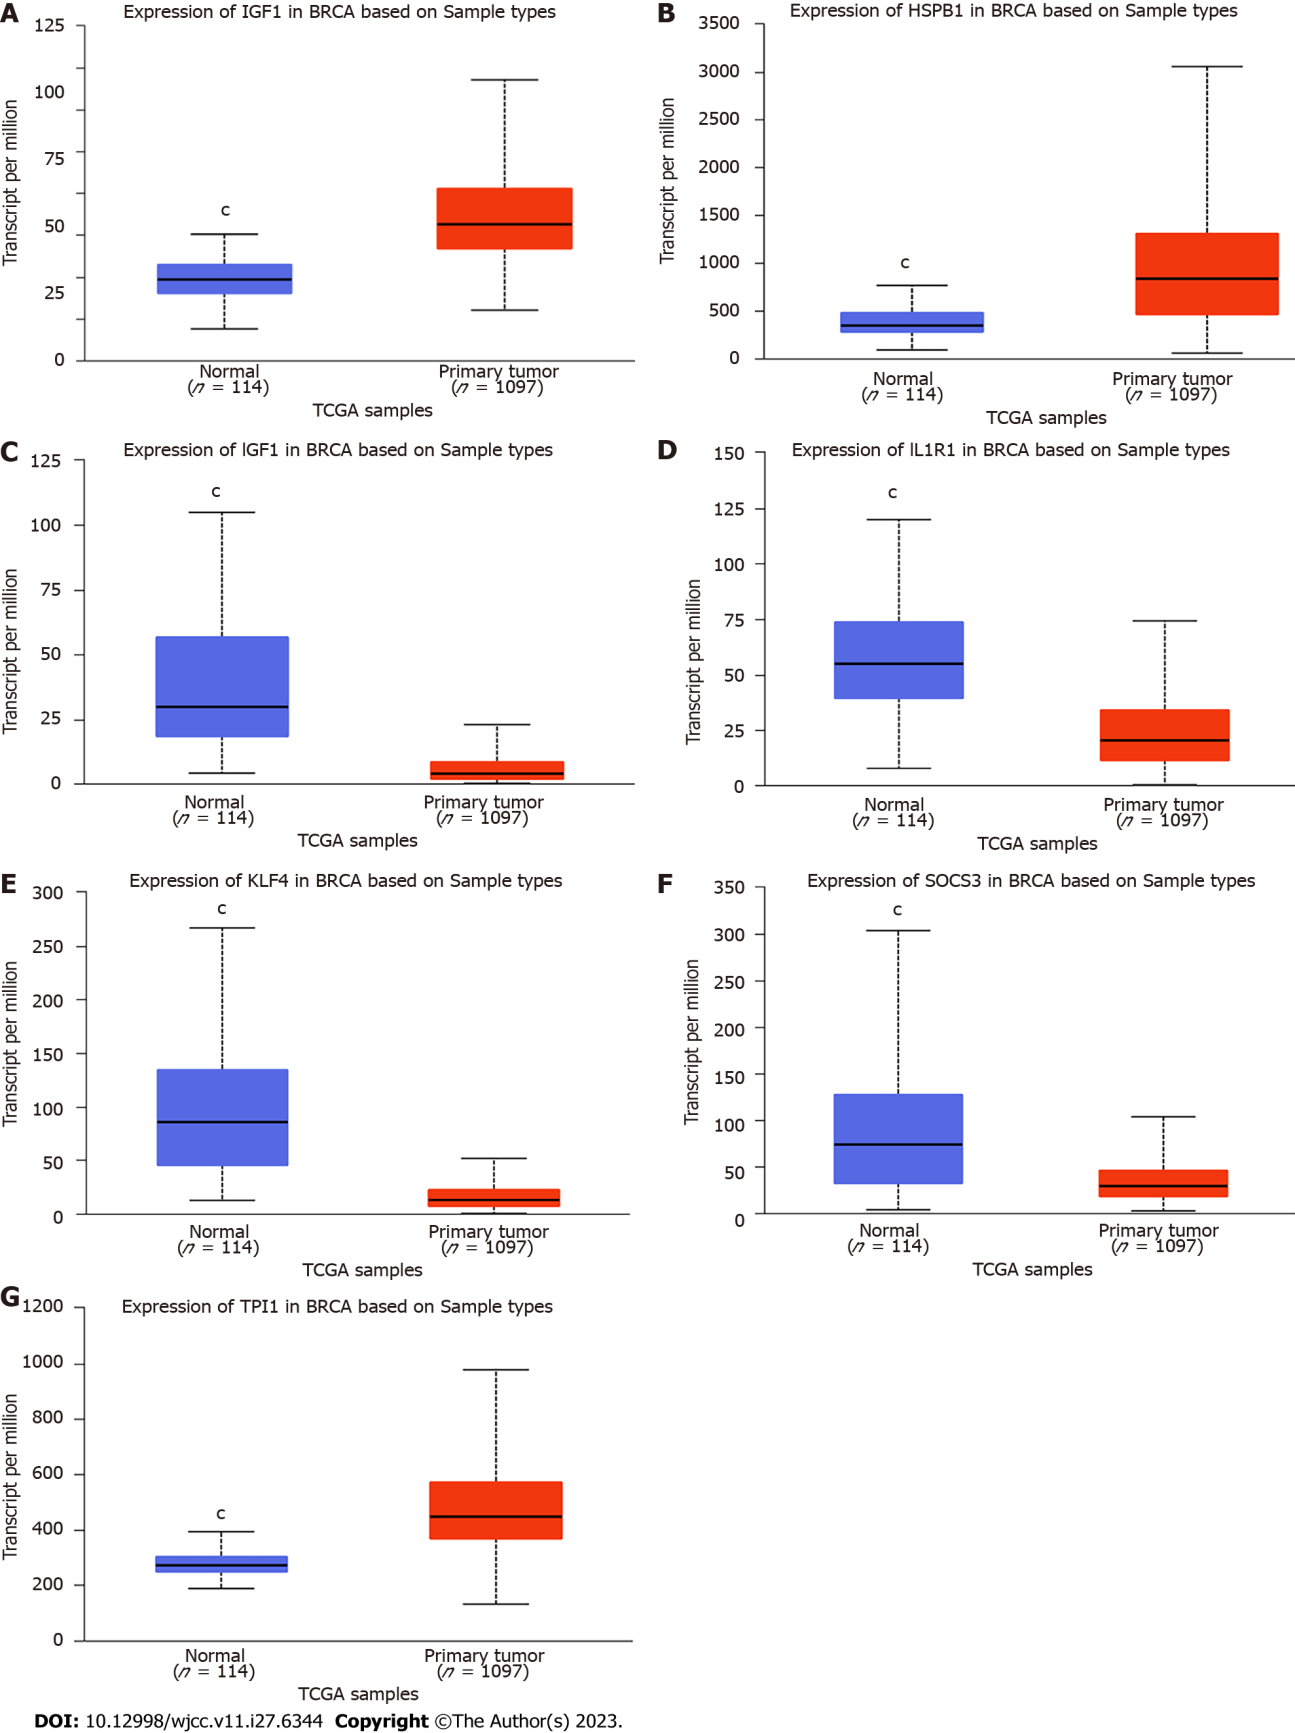 A
Expression of IGF1 in BRCA based on Sample types
Transcript per million
125
100
75
50
25
0
c
Normal
(n = 114)
Primary tumor
(n = 1097)
TCGA samples
B
Expression of HSPB1 in BRCA based on Sample types
Transcript per million
3500
3000
2500
2000
1500
1000
500
0
c
Normal
(n = 114)
Primary tumor
(n = 1097)
TCGA samples
C
Expression of lGF1 in BRCA based on Sample types
Transcript per million
125
100
75
50
25
0
c
Normal
(n = 114)
Primary tumor
(n = 1097)
TCGA samples
D
Expression of lL1R1 in BRCA based on Sample types
Transcript per million
150
125
100
75
50
25
0
c
Normal
(n = 114)
Primary tumor
(n = 1097)
TCGA samples
E
Expression of KLF4 in BRCA based on Sample types
Transcript per million
300
250
200
150
100
50
0
c
Normal
(n = 114)
Primary tumor
(n = 1097)
TCGA samples
F
Expression of SOCS3 in BRCA based on Sample types
Transcript per million
350
300
250
200
150
100
50
0
c
Normal
(n = 114)
Primary tumor
(n = 1097)
TCGA samples
G
Expression of TPI1 in BRCA based on Sample types
Transcript per million
1200
1000
800
600
400
200
0
c
Normal
(n = 114)
Primary tumor
(n = 1097)
TCGA samples
DOI: 10.12998/wjcc.v11.i27.6344 Copyright ©The Author(s) 2023.